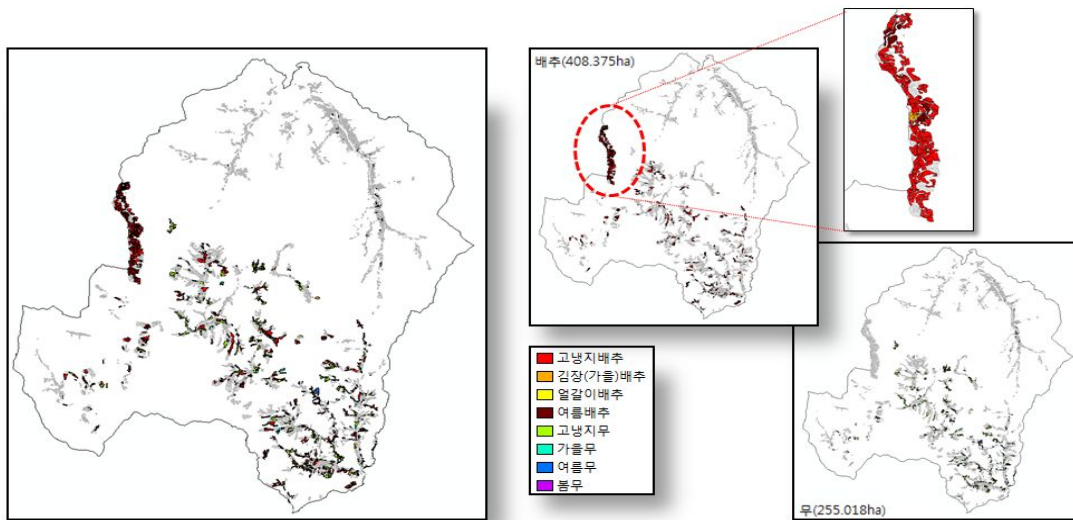 배추(408.375ha)
고냉지배추
김장(가을)배추
얼갈이배추
여름배추
고냉지무
가을무
여름무
봄무
무(255.018ha)